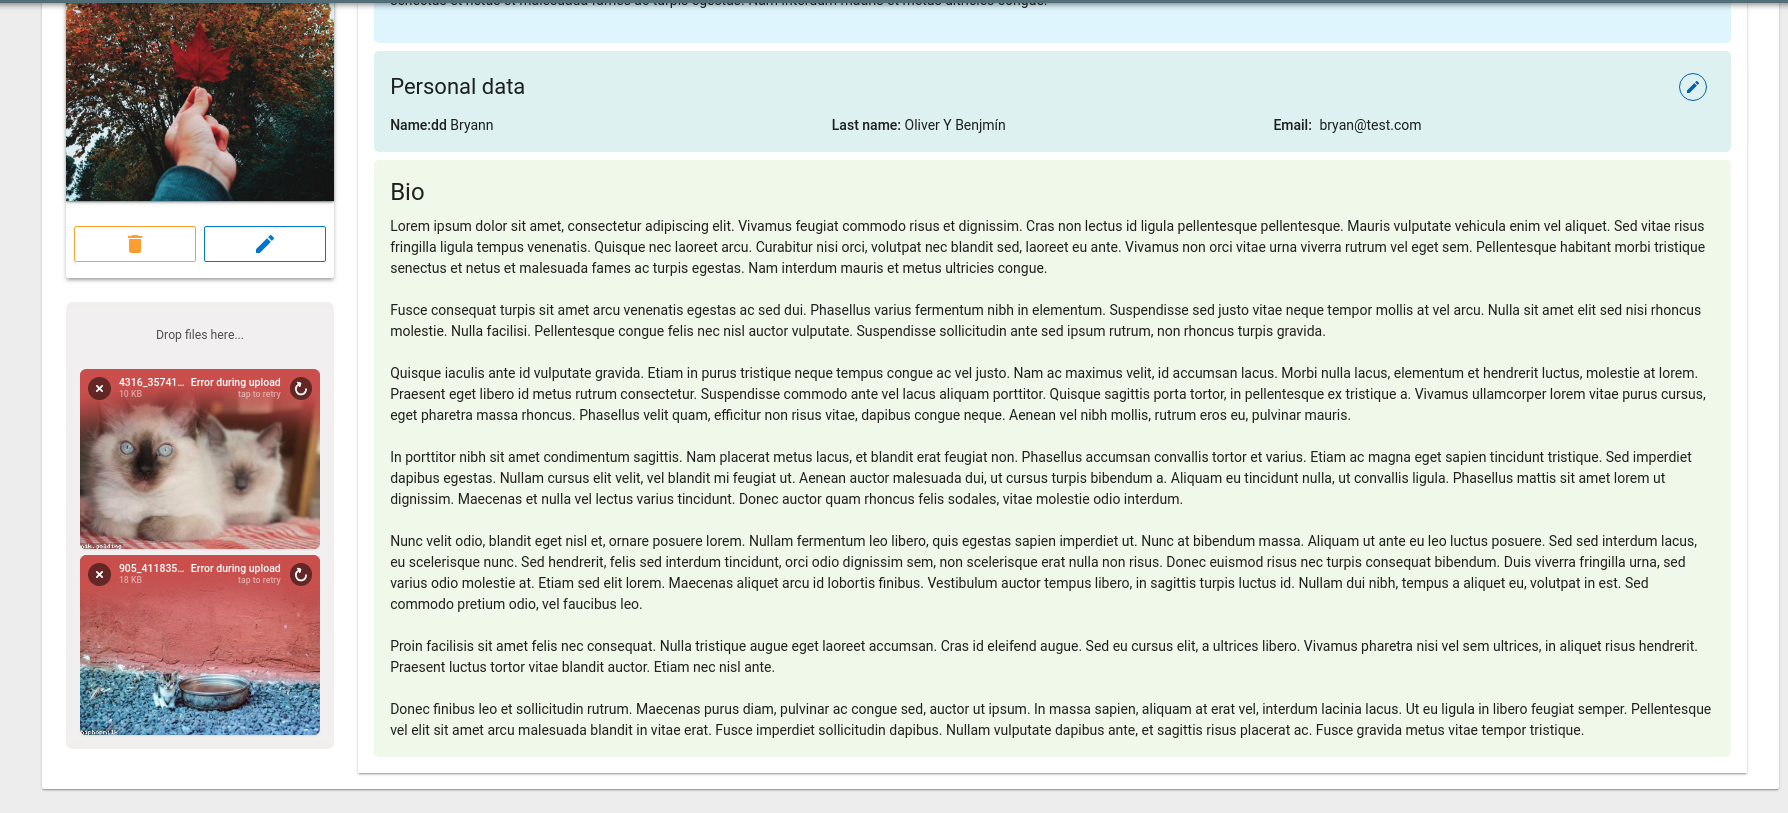 senectus et netus et malesuada fames ac turpis egestas. Nam interdum mauris et metus ultricies congue.
Personal data
Name:dd Bryann
Last name: Oliver Y Benjmín
Email: bryan@test.com
Bio
Lorem ipsum dolor sit amet, consectetur adipiscing elit. Vivamus feugiat commodo risus et dignissim. Cras non lectus id ligula pellentesque pellentesque. Mauris vulputate vehicula enim vel aliquet. Sed vitae risus
fringilla ligula tempus venenatis. Quisque nec laoreet arcu. Curabitur nisi orci, volutpat nec blandit sed, laoreet eu ante. Vivamus non orci vitae urna viverra rutrum vel eget sem. Pellentesque habitant morbi tristique
senectus et netus et malesuada fames ac turpis egestas. Nam interdum mauris et metus ultricies congue.
Fusce consequat turpis sit amet arcu venenatis egestas ac sed dui. Phasellus varius fermentum nibh in elementum. Suspendisse sed justo vitae neque tempor mollis at vel arcu. Nulla sit amet elit sed nisi rhoncus
molestie. Nulla facilisi. Pellentesque congue felis nec nisl auctor vulputate. Suspendisse sollicitudin ante sed ipsum rutrum, non rhoncus turpis gravida.
Quisque iaculis ante id vulputate gravida. Etiam in purus tristique neque tempus congue ac vel justo. Nam ac maximus velit, id accumsan lacus. Morbi nulla lacus, elementum et hendrerit luctus, molestie at lorem.
Praesent eget libero id metus rutrum consectetur. Suspendisse commodo ante vel lacus aliquam porttitor. Quisque sagittis porta tortor, in pellentesque ex tristique a. Vivamus ullamcorper lorem vitae purus cursus,
eget pharetra massa rhoncus. Phasellus velit quam, efficitur non risus vitae, dapibus congue neque. Aenean vel nibh mollis, rutrum eros eu, pulvinar mauris.
In porttitor nibh sit amet condimentum sagittis. Nam placerat metus lacus, et blandit erat feugiat non. Phasellus accumsan convallis tortor et varius. Etiam ac magna eget sapien tincidunt tristique. Sed imperdiet
dapibus egestas. Nullam cursus elit velit, vel blandit mi feugiat ut. Aenean auctor malesuada dui, ut cursus turpis bibendum a. Aliquam eu tincidunt nulla, ut convallis ligula. Phasellus mattis sit amet lorem ut
dignissim. Maecenas et nulla vel lectus varius tincidunt. Donec auctor quam rhoncus felis sodales, vitae molestie odio interdum.
Nunc velit odio, blandit eget nisl et, ornare posuere lorem. Nullam fermentum leo libero, quis egestas sapien imperdiet ut. Nunc at bibendum massa. Aliquam ut ante eu leo luctus posuere. Sed sed interdum lacus,
eu scelerisque nunc. Sed hendrerit, felis sed interdum tincidunt, orci odio dignissim sem, non scelerisque erat nulla non risus. Donec euismod risus nec turpis consequat bibendum. Duis viverra fringilla urna, sed
varius odio molestie at. Etiam sed elit lorem. Maecenas aliquet arcu id lobortis finibus. Vestibulum auctor tempus libero, in sagittis turpis luctus id. Nullam dui nibh, tempus a aliquet eu, volutpat in est. Sed
commodo pretium odio, vel faucibus leo.
Proin facilisis sit amet felis nec consequat. Nulla tristique augue eget laoreet accumsan. Cras id eleifend augue. Sed eu cursus elit, a ultrices libero. Vivamus pharetra nisi vel sem ultrices, in aliquet risus hendrerit.
Praesent luctus tortor vitae blandit auctor. Etiam nec nisl ante.
Donec finibus leo et sollicitudin rutrum. Maecenas purus diam, pulvinar ac congue sed, auctor ut ipsum. In massa sapien, aliquam at erat vel, interdum lacinia lacus. Ut eu ligula in libero feugiat semper. Pellentesque
vel elit sit amet arcu malesuada blandit in vitae erat. Fusce imperdiet sollicitudin dapibus. Nullam vulputate dapibus ante, et sagittis risus placerat ac. Fusce gravida metus vitae tempor tristique.
Drop files here...
4316_35741... Error during upload
10 KB tap to retry
905_411835... Error during upload
18 KB tap to retry